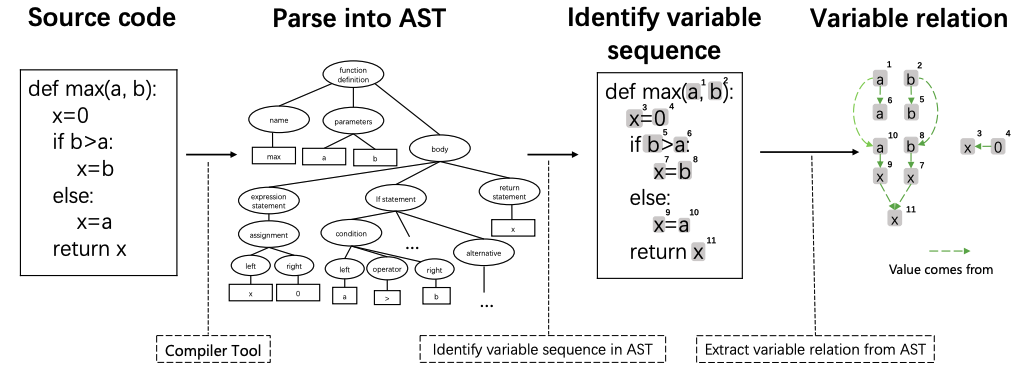 Source code
def max(a, b):
x=0
if b>a:
x=b
else:
x=a
return x
Parse into AST
function
definition
name
parameters
body
max
a
b
expression
statement
If statement
return
statement
x
assignment
condition
...
alternative
left
right
left
operator
right
x
0
a
>
b
...
Identify variable
sequence
def max(a, b):
1 2
x=0
3 4
if b>a:
5 6
x=b
7 8
else:
x=a
9 10
return x
11
Variable relation
a 1
b 2
a 6
b 5
a 10
b 8
x 3
0 4
x 9
x 7
x 11
Value comes from
Compiler Tool
Identify variable sequence in AST
Extract variable relation from AST